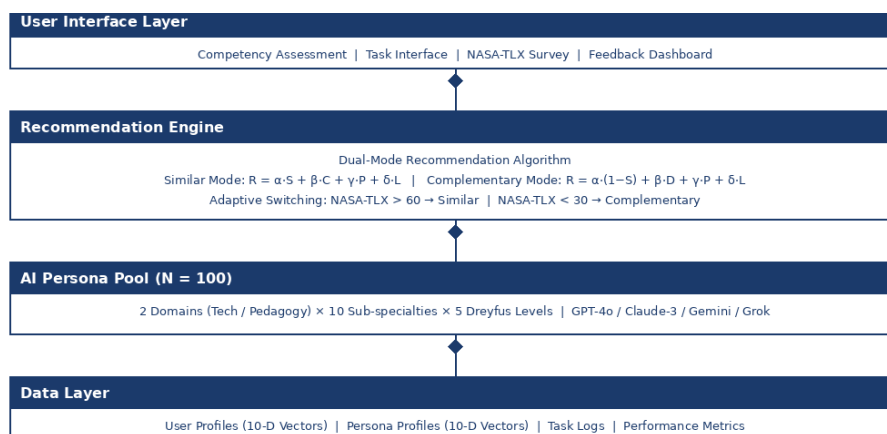 User Interface Layer
Competency Assessment | Task Interface | NASA-TLX Survey | Feedback Dashboard
Recommendation Engine
Dual-Mode Recommendation Algorithm
Similar Mode: R = α·S + β·C + γ·P + δ·L | Complementary Mode: R = α·(1−S) + β·D + γ·P + δ·L
Adaptive Switching: NASA-TLX > 60 → Similar | NASA-TLX < 30 → Complementary
AI Persona Pool (N = 100)
2 Domains (Tech / Pedagogy) × 10 Sub-specialties × 5 Dreyfus Levels | GPT-4o / Claude-3 / Gemini / Grok
Data Layer
User Profiles (10-D Vectors) | Persona Profiles (10-D Vectors) | Task Logs | Performance Metrics